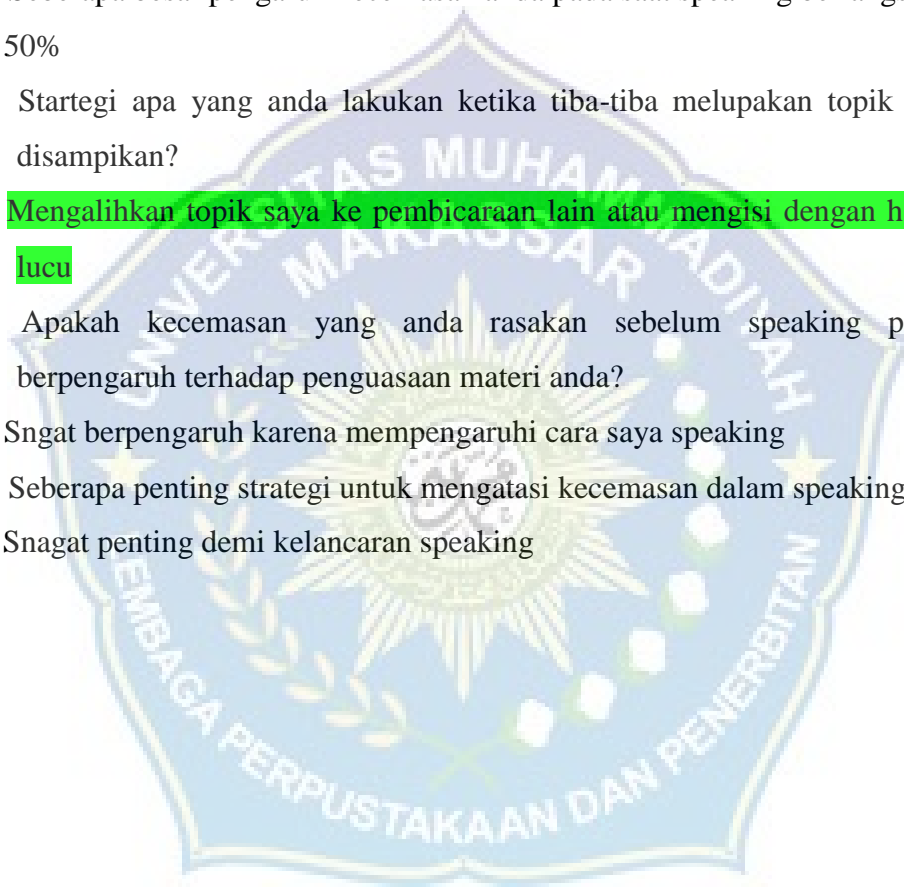 50%
Startegi apa yang anda lakukan ketika tiba-tiba melupakan topik
disampikan?
Mengalihkan topik saya ke pembicaraan lain atau mengisi dengan
lucu
Apakah kecemasan yang anda rasakan sebelum speaking
berpengaruh terhadap penguasaan materi anda?
Sngat berpengaruh karena mempengaruhi cara saya speaking
Seberapa penting strategi untuk mengatasi kecemasan dalam speaking
Snagat penting demi kelancaran speaking
UNIVERSITAS MUHAMMADIYAH
MAKASSAR
LEMBAGA PERPUSTAKAAN DAN PENERBITAN